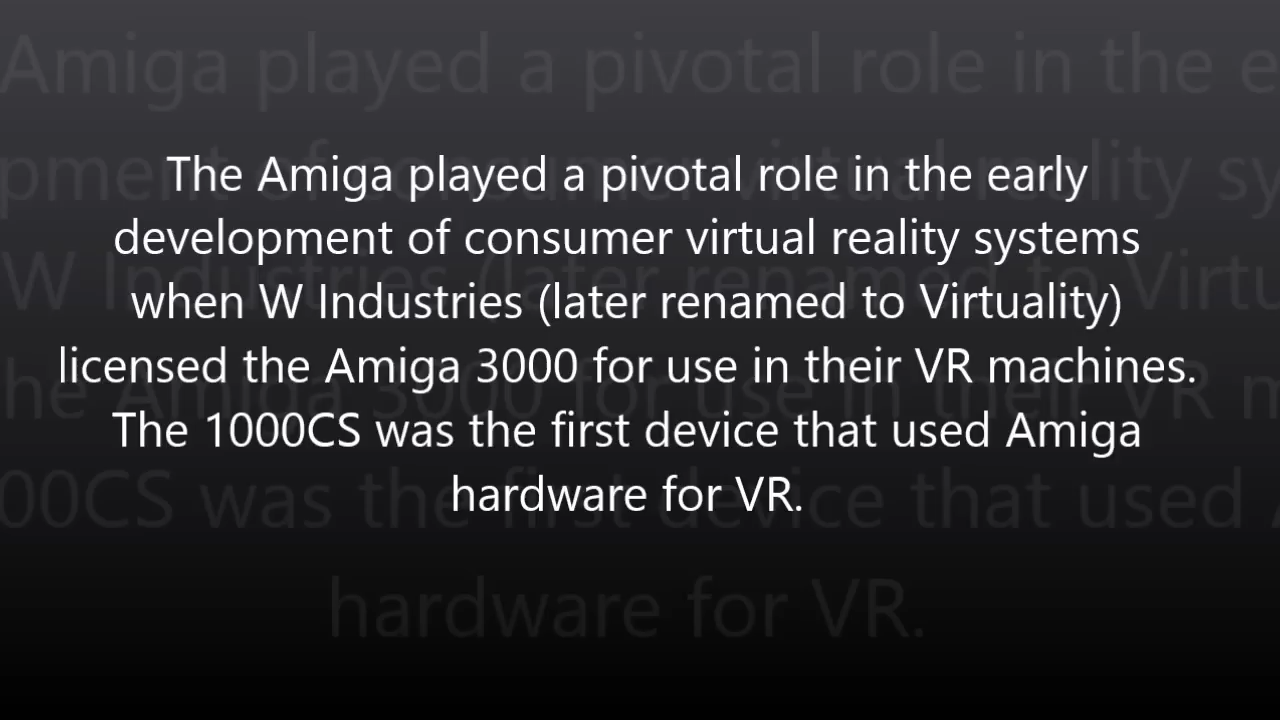 The Amiga played a pivotal role in the early
development of consumer virtual reality systems
when W Industries (later renamed to Virtuality)
licensed the Amiga 3000 for use in their VR machines.
The 1000CS was the first device that used Amiga
hardware for VR.